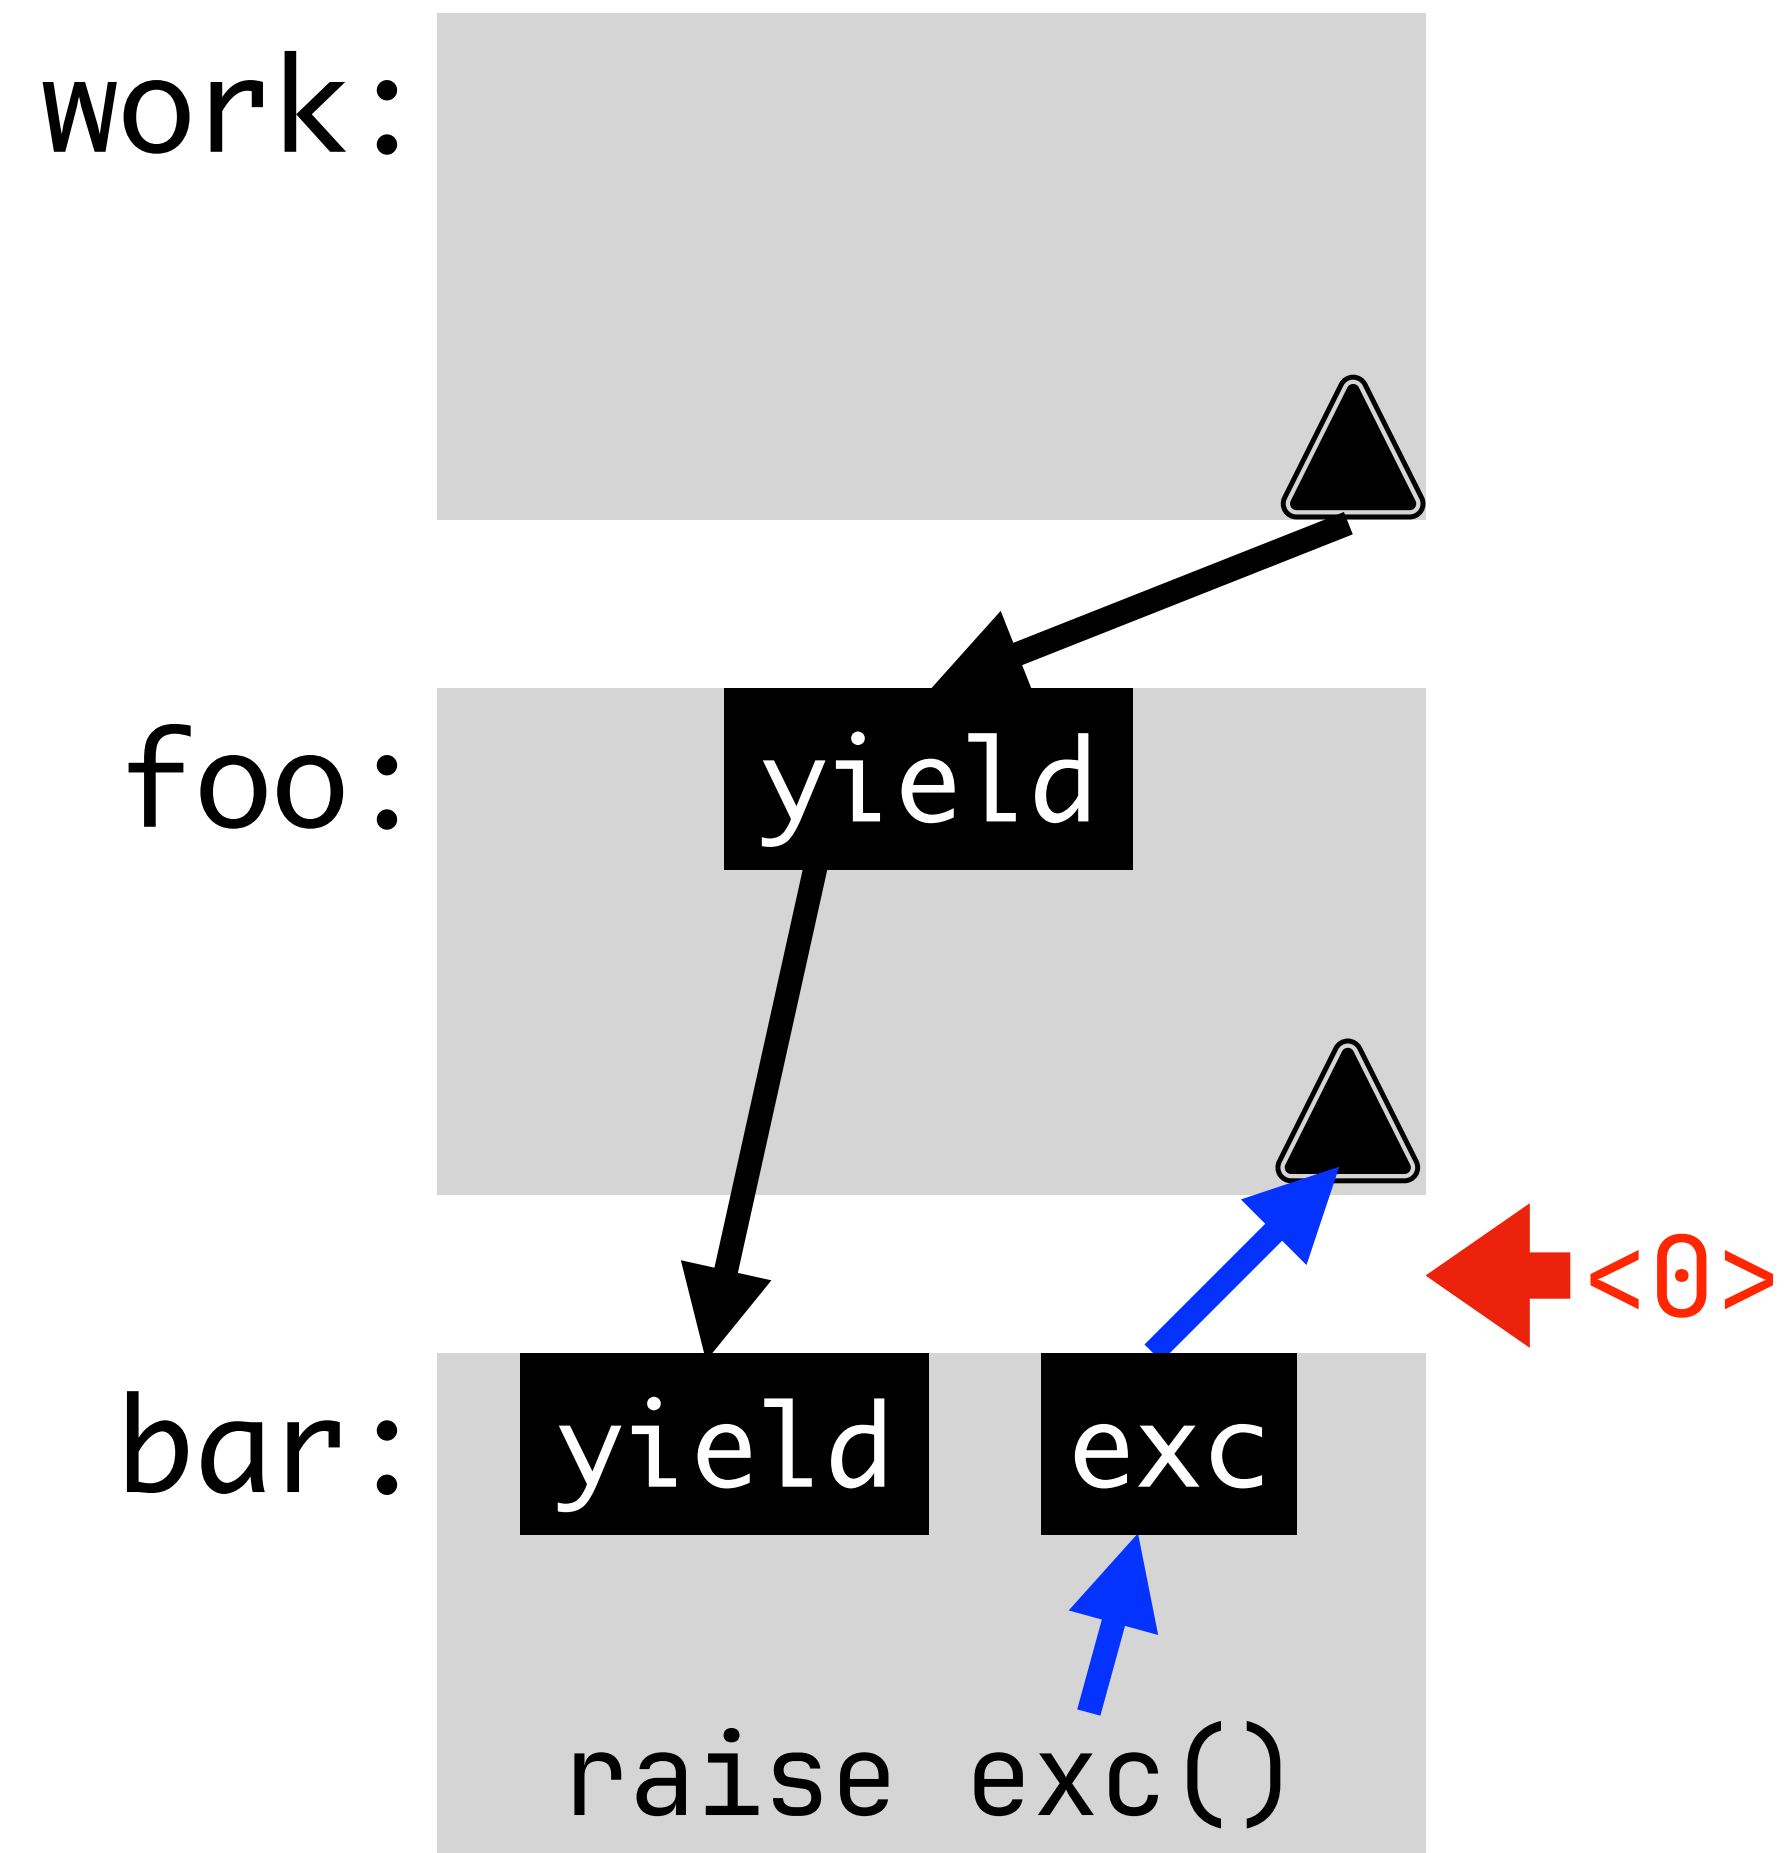 work:
foo:
yield
<0>
bar:
yield
exc
raise exc()